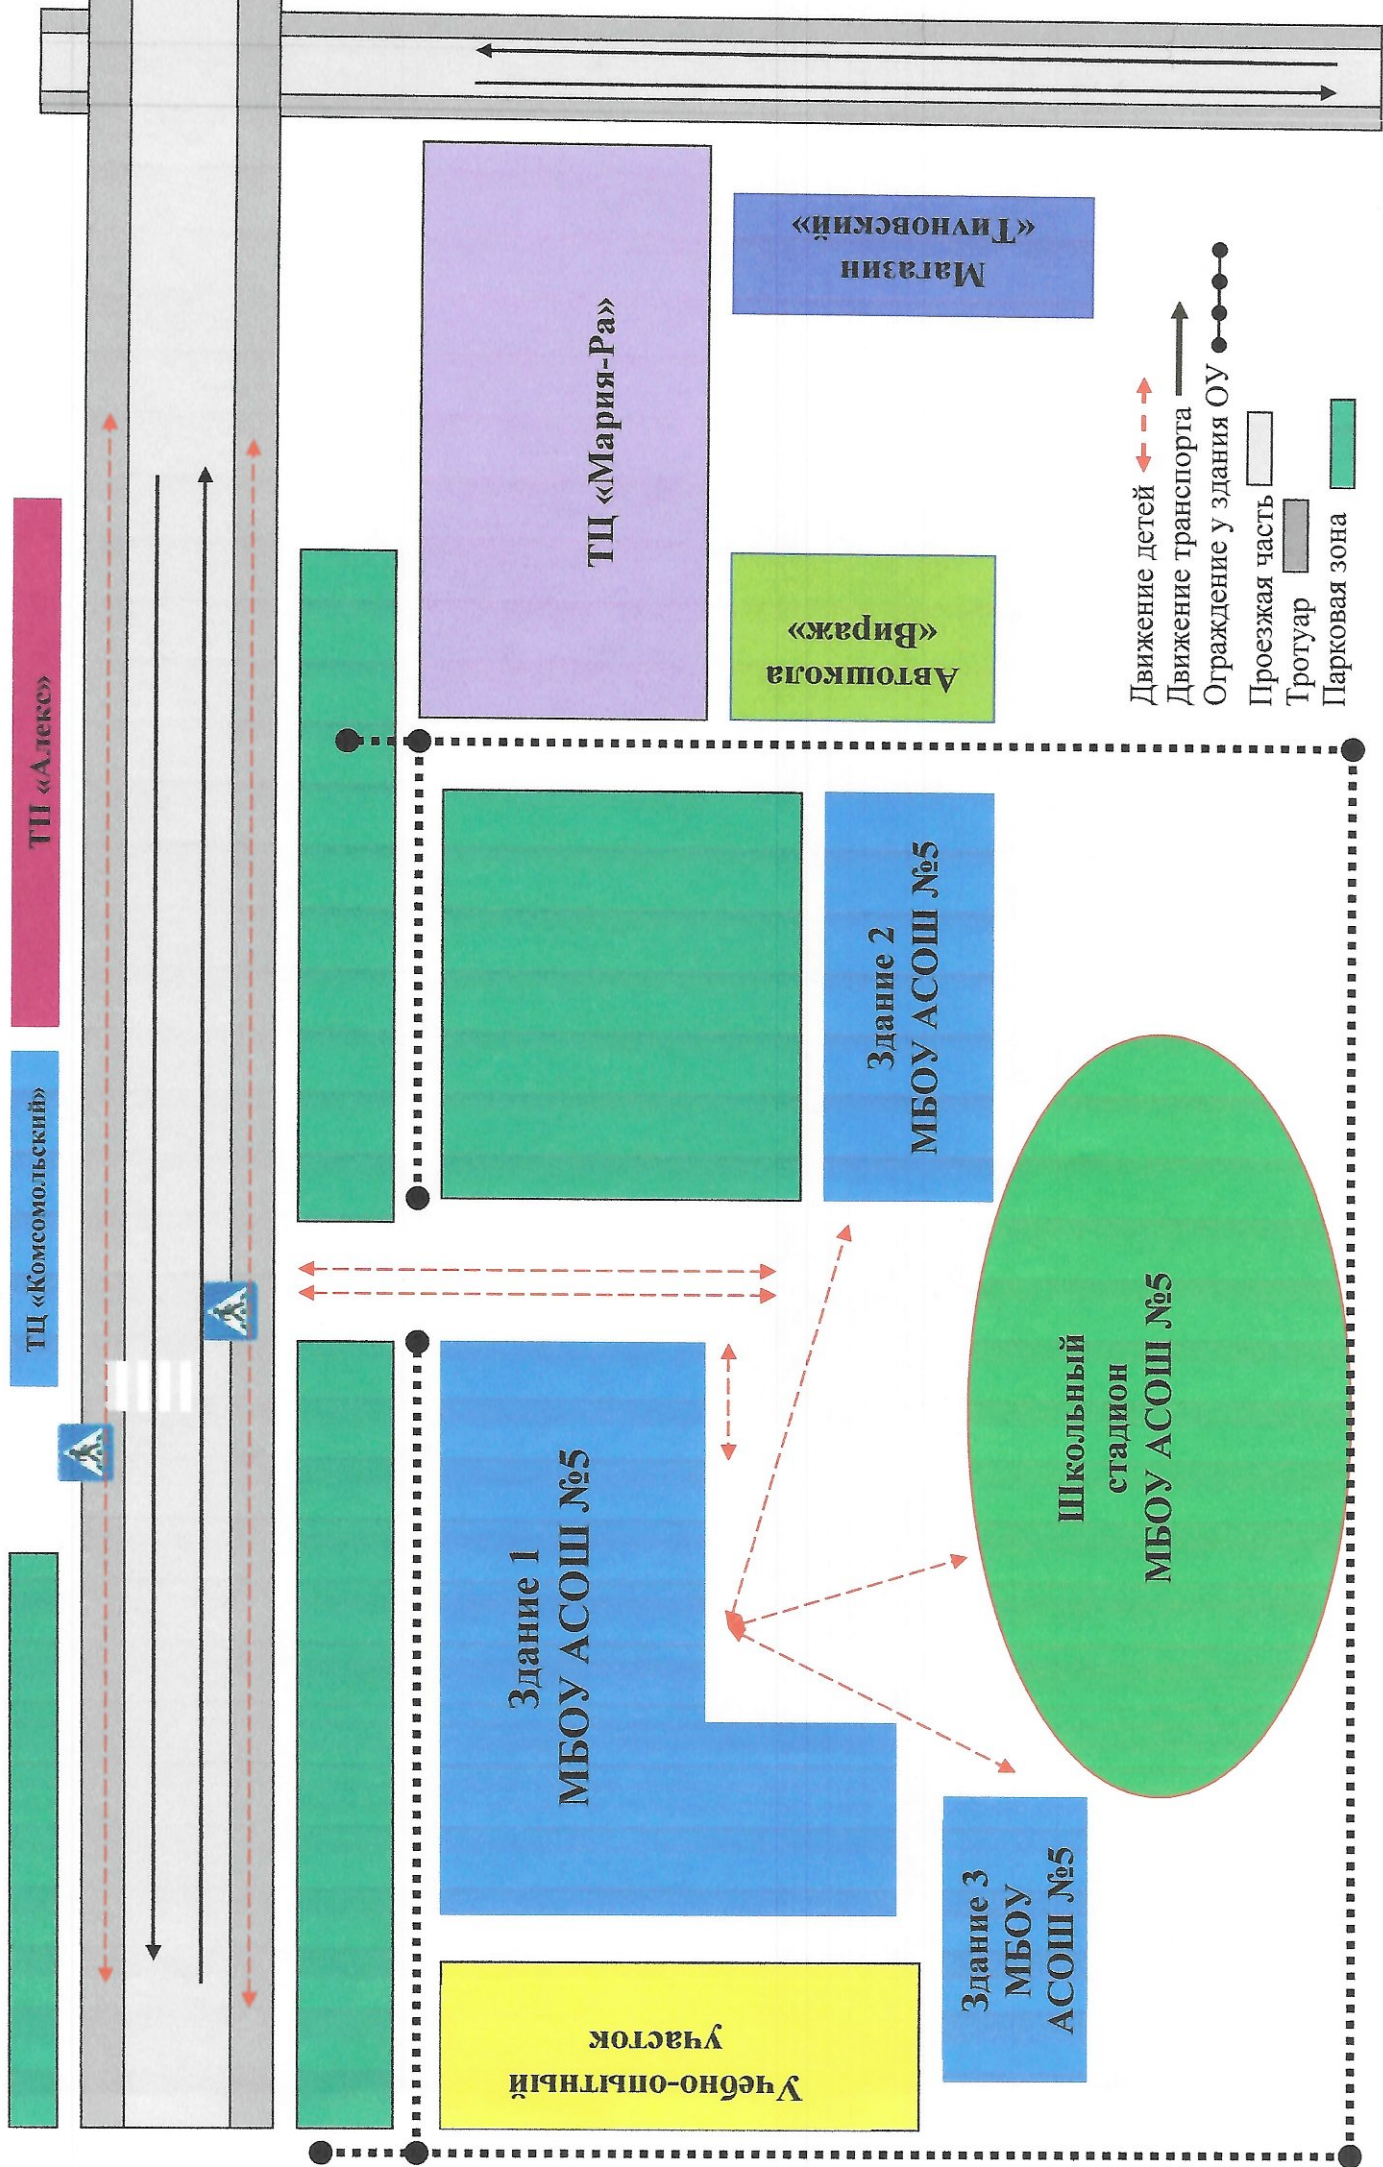 ТЦ «Комсомольский»
ТЦ «Алекс»
Здание 1
МБОУ АСОШ №5
Здание 2
МБОУ АСОШ №5
ТЦ «Мария-Ра»
Учебно-опытный
участок
Здание 3
МБОУ
АСОШ №5
Школьный
стадион
МБОУ АСОШ №5
Автошкола
«Вираж»
Магазин
«Тиуновский»
Движение детей
Движение транспорта
Ограждение у здания ОУ
Проезжая часть
Тротуар
Парковая зона